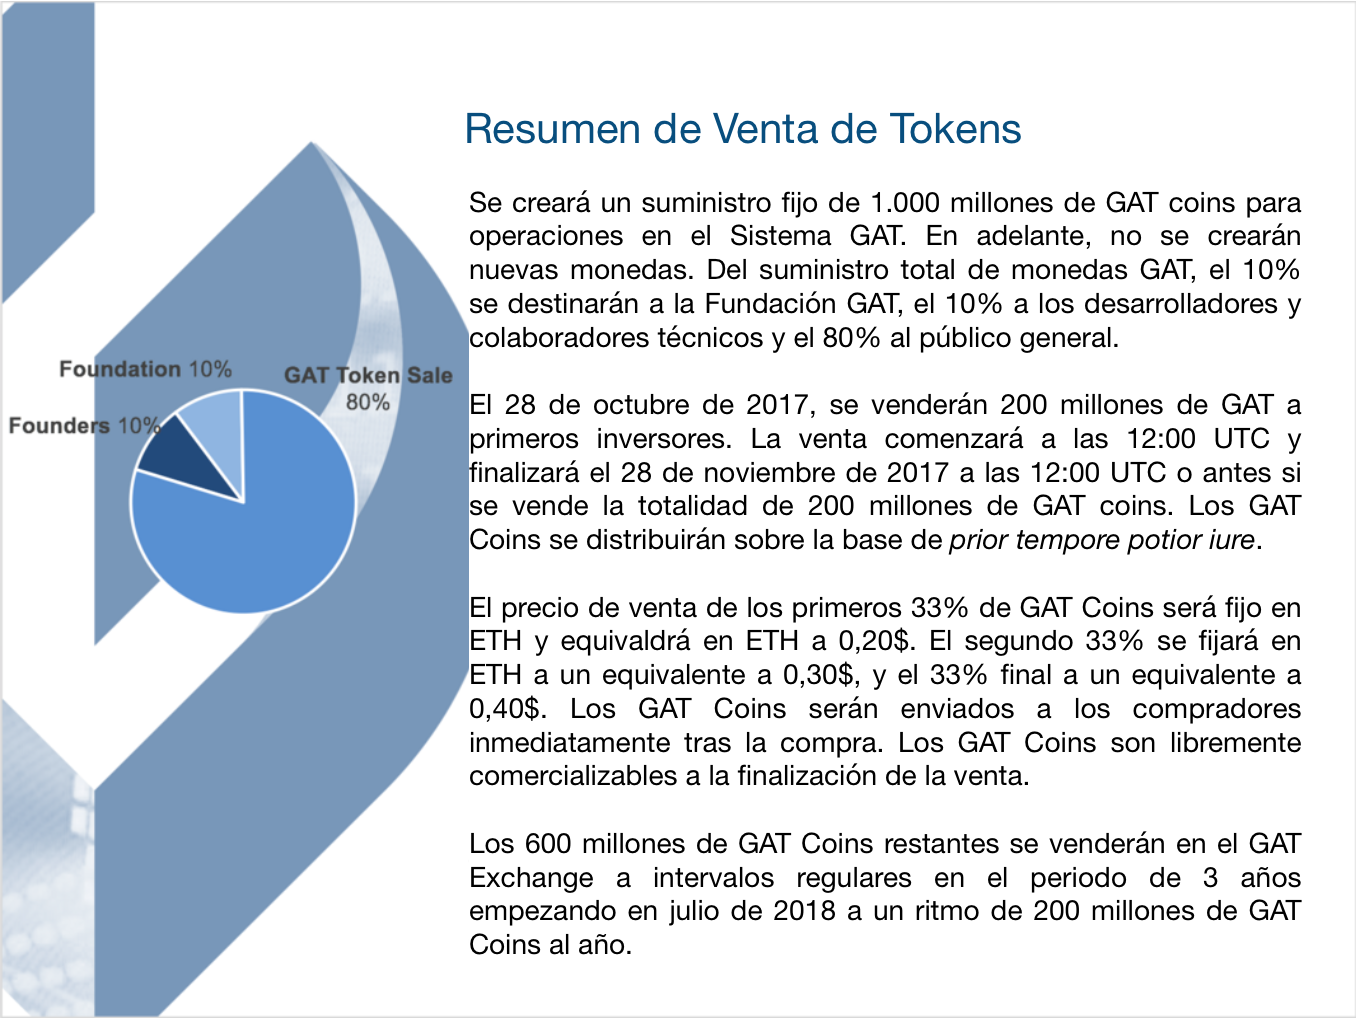 Resumen de Venta de Tokens
Se creará un suministro fijo de 1.000 millones de GAT coins para
operaciones en el Sistema GAT. En adelante, no se crearán
nuevas monedas. Del suministro total de monedas GAT, el 10%
se destinarán a la Fundación GAT, el 10% a los desarrolladores y
colaboradores técnicos y el 80% al público general.
Foundation 10%
GAT Token Sale
80%
Founders 10%
El 28 de octubre de 2017, se venderán 200 millones de GAT a
primeros inversores. La venta comenzará a las 12:00 UTC y
finalizará el 28 de noviembre de 2017 a las 12:00 UTC o antes si
se vende la totalidad de 200 millones de GAT coins. Los GAT
Coins se distribuirán sobre la base de prior tempore potior iure.
El precio de venta de los primeros 33% de GAT Coins será fijo en
ETH y equivaldrá en ETH a 0,20$. El segundo 33% se fijará en
ETH a un equivalente a 0,30$, y el 33% final a un equivalente a
0,40$. Los GAT Coins serán enviados a los compradores
inmediatamente tras la compra. Los GAT Coins son libremente
comercializables a la finalización de la venta.
Los 600 millones de GAT Coins restantes se venderán en el GAT
Exchange a intervalos regulares en el periodo de 3 años
empezando en julio de 2018 a un ritmo de 200 millones de GAT
Coins al año.